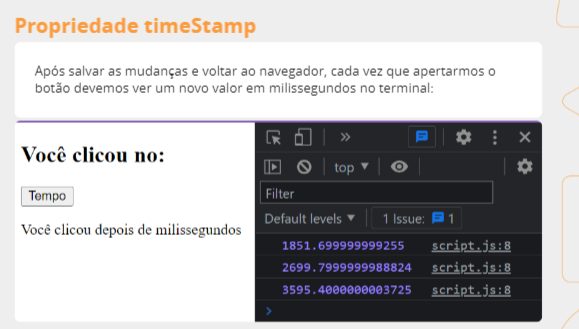 Propriedade timeStamp
Após salvar as mudanças e voltar ao navegador, cada vez que apertarmos o
botão devemos ver um novo valor em milissegundos no terminal:
Você clicou no:
Tempo
Você clicou depois de milissegundos
top
Filter
Default levels
1 Issue: 1
1851.699999999255 script.js:8
2699.7999999988824 script.js:8
3595.4000000003725 script.js:8